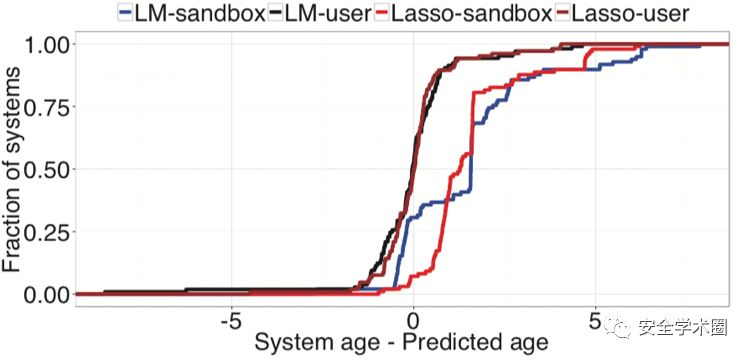 LM-sandbox LM-user Lasso-sandbox Lasso-user
Fraction of systems
1.00
0.75
0.50
0.25
0.00
-5 0 5
System age - Predicted age
安全学术圈